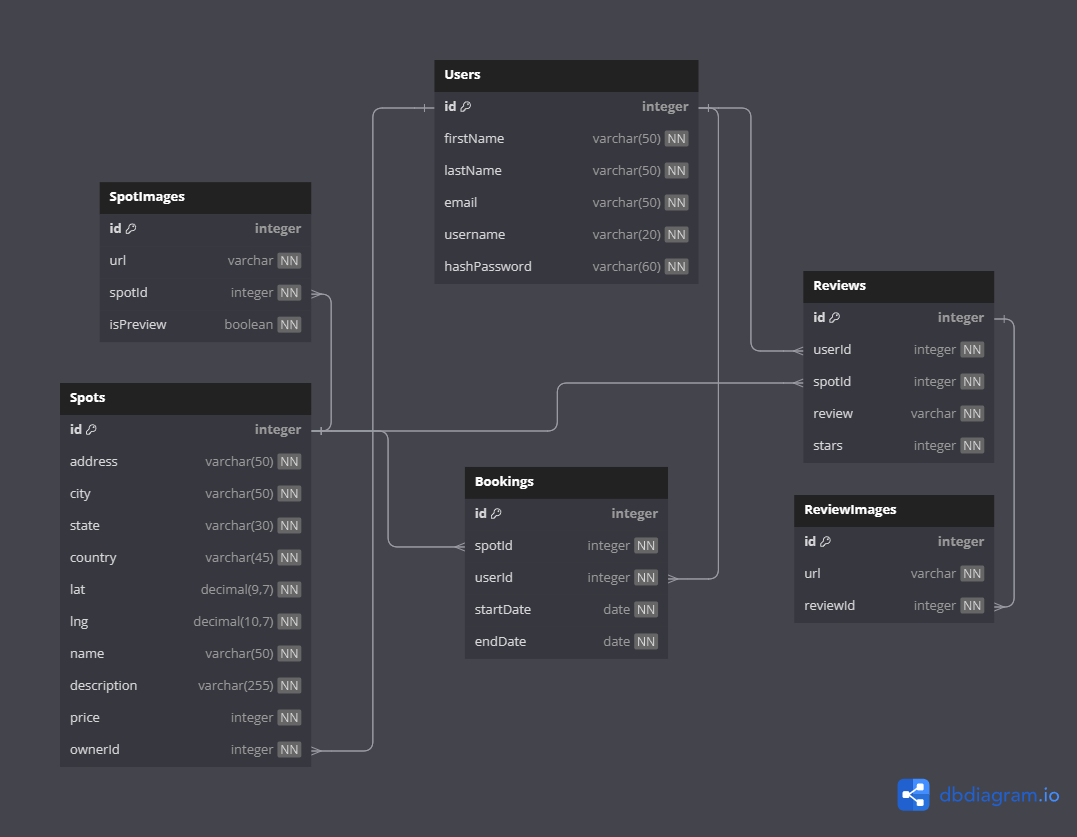 Users
id integer
firstName varchar(50) NN
lastName varchar(50) NN
email varchar(50) NN
username varchar(20) NN
hashPassword varchar(60) NN
SpotImages
id integer
url varchar NN
spotId integer NN
isPreview boolean NN
Reviews
id integer
userId integer NN
spotId integer NN
review varchar NN
stars integer NN
Spots
id integer
address varchar(50) NN
city varchar(50) NN
state varchar(30) NN
country varchar(45) NN
lat decimal(9,7) NN
lng decimal(10,7) NN
name varchar(50) NN
description varchar(255) NN
price integer NN
ownerId integer NN
Bookings
id integer
spotId integer NN
userId integer NN
startDate date NN
endDate date NN
ReviewImages
id integer
url varchar NN
reviewId integer NN
dbdiagram.io